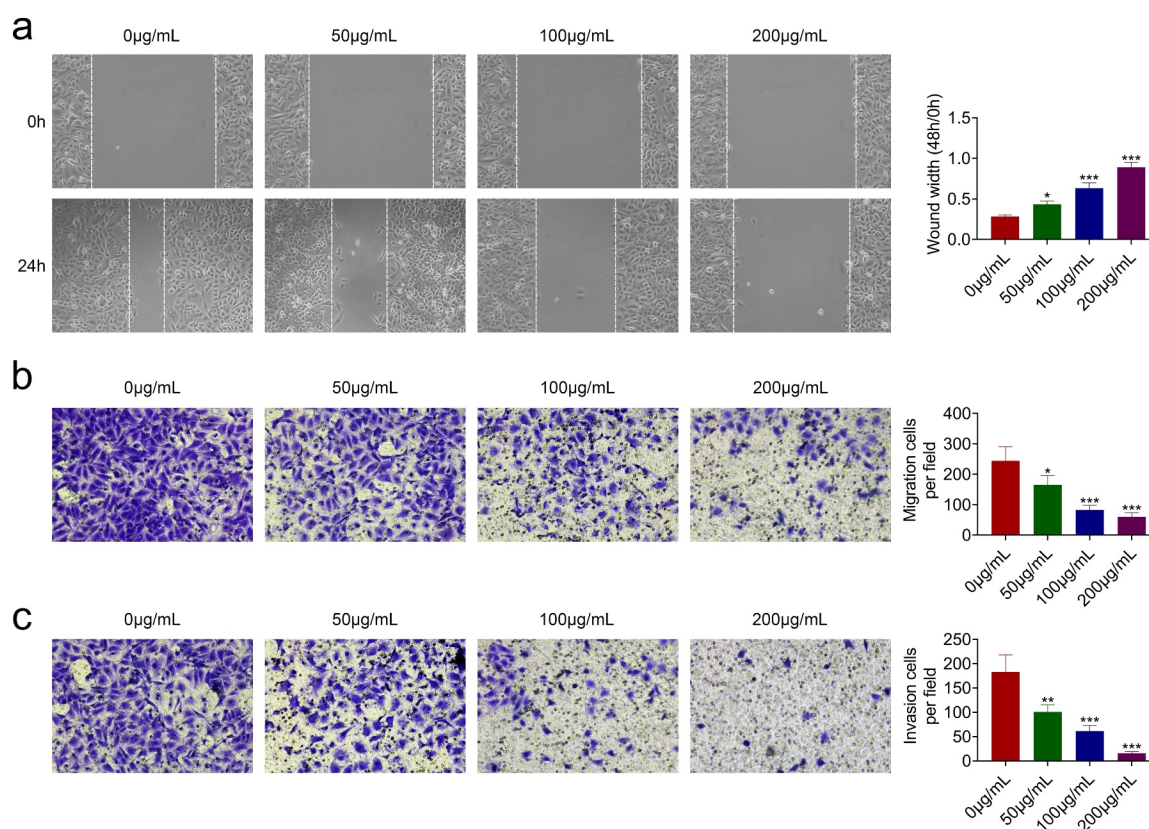 a
0µg/mL 50µg/mL 100µg/mL 200µg/mL
0h
24h
Wound width (48h/0h)
1.5
1.0
0.5
0.0
* *** ***
0µg/mL 50µg/mL 100µg/mL 200µg/mL
b
0µg/mL 50µg/mL 100µg/mL 200µg/mL
Migration cells
per field
400
300
200
100
0
* *** ***
0µg/mL 50µg/mL 100µg/mL 200µg/mL
c
0µg/mL 50µg/mL 100µg/mL 200µg/mL
Invasion cells
per field
250
200
150
100
50
0
** *** ***
0µg/mL 50µg/mL 100µg/mL 200µg/mL